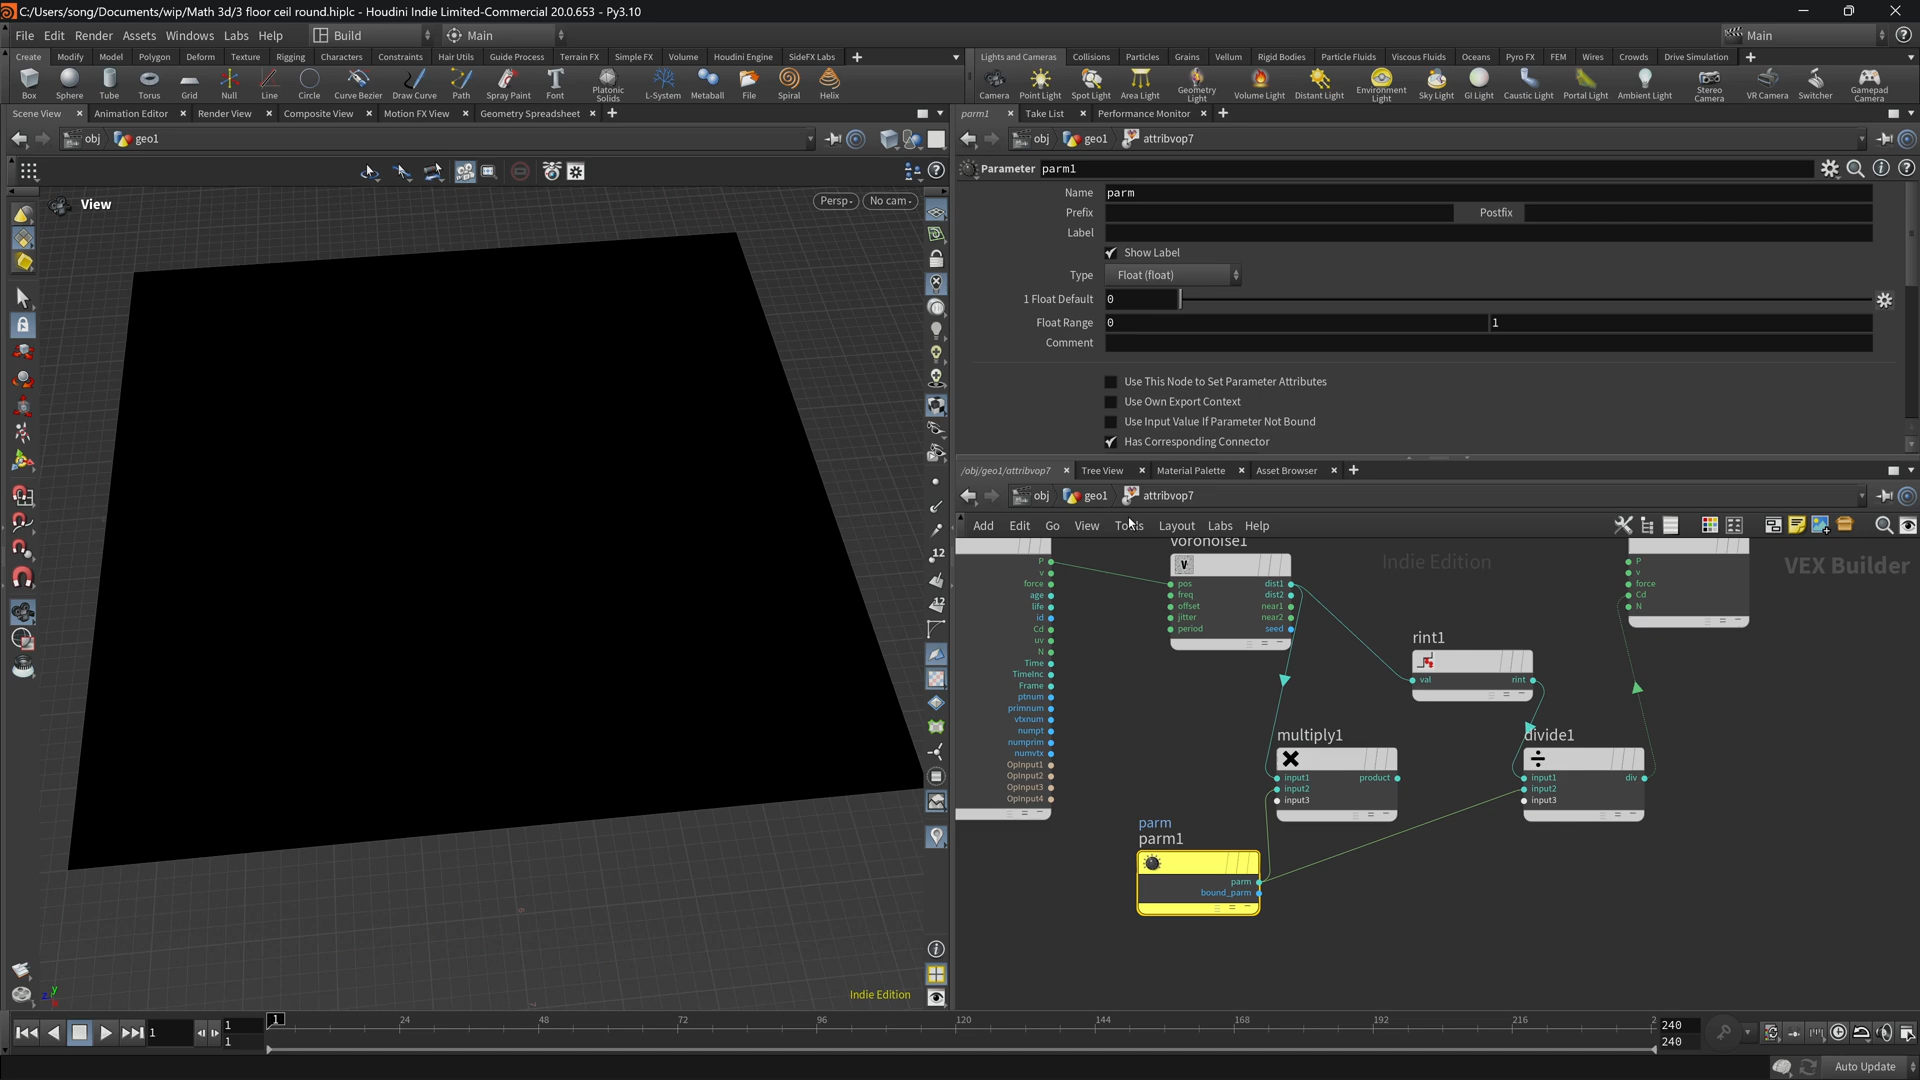 C:/Users/song/Documents/wip/Math 3d/3 floor ceil round.hiplc - Houdini Indie Limited-Commercial 20.0.653 - Py3.10
File Edit Render Assets Windows Labs Help Build Main Main
Create Modify Model Polygon Deform Texture Rigging Characters Constraints Hair Utils Guide Process Terrain FX Simple FX Volume Houdini Engine SideFX Labs
Box Sphere Tube Torus Grid Null Line Circle Curve Bezier Draw Curve Path Spray Paint Font Platonic Solids L-System Metaball File Spiral Helix
Lights and Cameras Collisions Particles Grains Vellum Rigid Bodies Particle Fluids Viscous Fluids Oceans Pyro FX FEM Wires Crowds Drive Simulation
Camera Point Light Spot Light Area Light Geometry Light Volume Light Distant Light Environment Light Sky Light GI Light Caustic Light Portal Light Ambient Light Stereo Camera VR Camera Switcher Gamepad Camera
Scene View Animation Editor Render View Composite View Motion FX View Geometry Spreadsheet
obj geo1
View
Persp No cam
12
12
Indie Edition
parm1 Take List Performance Monitor
obj geo1 attribvop7
Parameter parm1
Name parm
Prefix Postfix
Label
Show Label
Type Float (float)
1 Float Default 0
Float Range 0 1
Comment
Use This Node to Set Parameter Attributes
Use Own Export Context
Use Input Value If Parameter Not Bound
Has Corresponding Connector
/obj/geo1/attribvop7 Tree View Material Palette Asset Browser
obj geo1 attribvop7
Add Edit Go View Tools Layout Labs Help
Indie Edition
VEX Builder
P
v
force
age
life
id
Cd
uv
N
Time
TimeInc
Frame
ptnum
primnum
vtxnum
numpt
numprim
numvtx
OpInput1
OpInput2
OpInput3
OpInput4
voronoise1
V
pos dist1
freq dist2
offset near1
jitter near2
period seed
rint1
val rint
multiply1
input1 product
input2
input3
divide1
input1 div
input2
input3
parm
parm1
parm
bound_parm
P
v
force
Cd
N
1 1 1 1 24 48 72 96 120 144 168 192 216 2 240
240
Auto Update